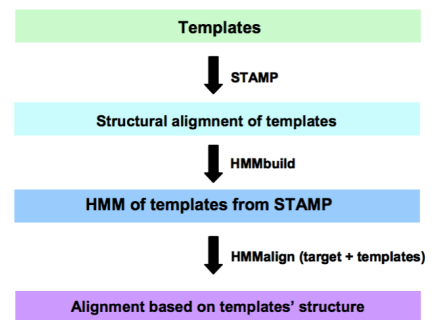 Templates
STAMP
Structural aligmnent of templates
HMMbuild
HMM of templates from STAMP
HMMalign (target + templates)
Alignment based on templates' structure